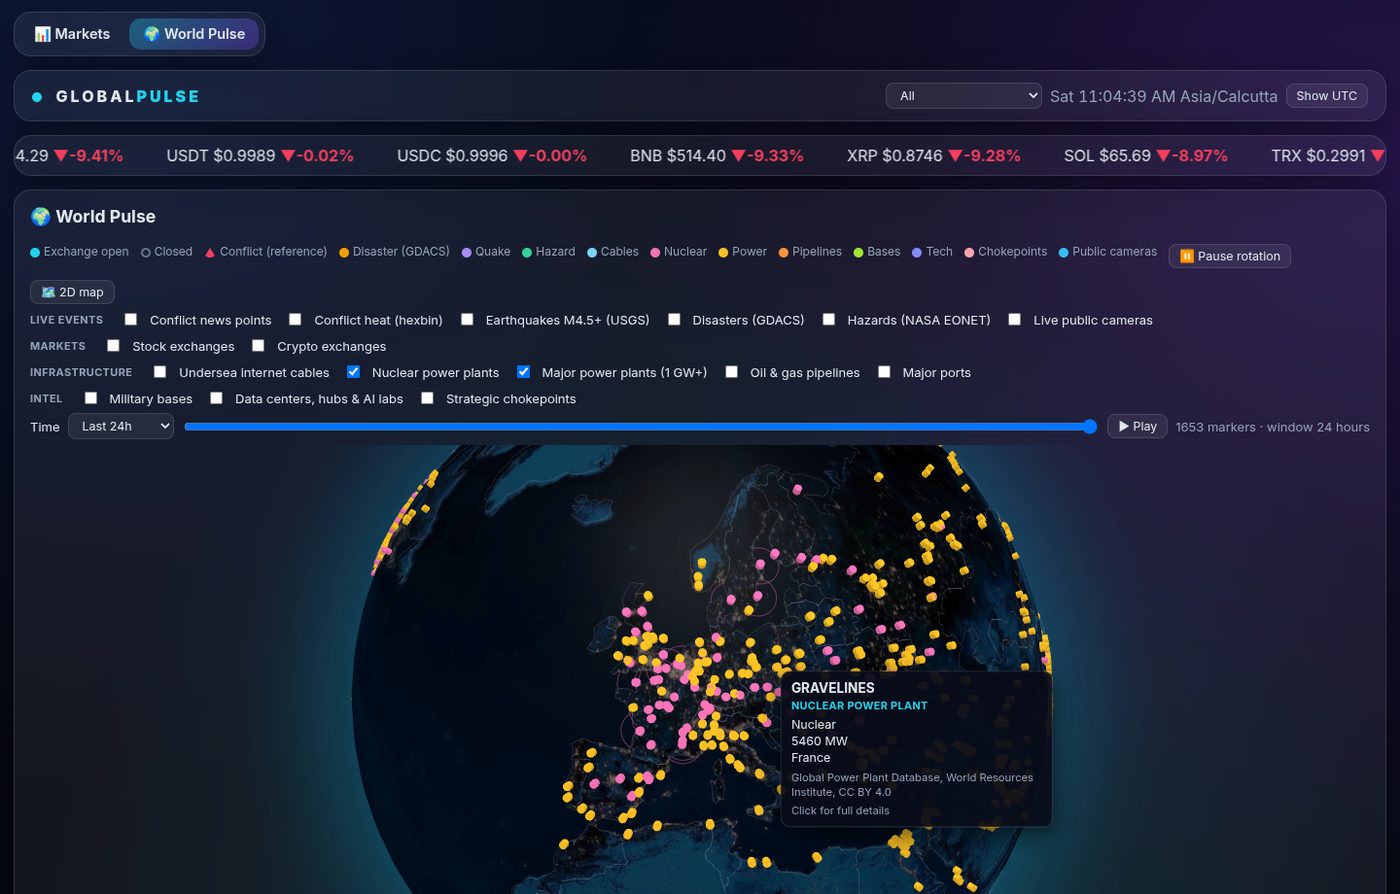 📊 Markets 🌍 World Pulse
GLOBALPULSE All Sat 11:04:39 AM Asia/Calcutta Show UTC
4.29 ▼-9.41% USDT $0.9989 ▼-0.02% USDC $0.9996 ▼-0.00% BNB $514.40 ▼-9.33% XRP $0.8746 ▼-9.28% SOL $65.69 ▼-8.97% TRX $0.2991 ▼
🌍 World Pulse
Exchange open Closed Conflict (reference) Disaster (GDACS) Quake Hazard Cables Nuclear Power Pipelines Bases Tech Chokepoints Public cameras ⏸️ Pause rotation
🗺️ 2D map
LIVE EVENTS Conflict news points Conflict heat (hexbin) Earthquakes M4.5+ (USGS) Disasters (GDACS) Hazards (NASA EONET) Live public cameras
MARKETS Stock exchanges Crypto exchanges
INFRASTRUCTURE Undersea internet cables Nuclear power plants Major power plants (1 GW+) Oil & gas pipelines Major ports
INTEL Military bases Data centers, hubs & AI labs Strategic chokepoints
Time Last 24h ▶ Play 1653 markers · window 24 hours
GRAVELINES
NUCLEAR POWER PLANT
Nuclear
5460 MW
France
Global Power Plant Database, World Resources
Institute, CC BY 4.0
Click for full details